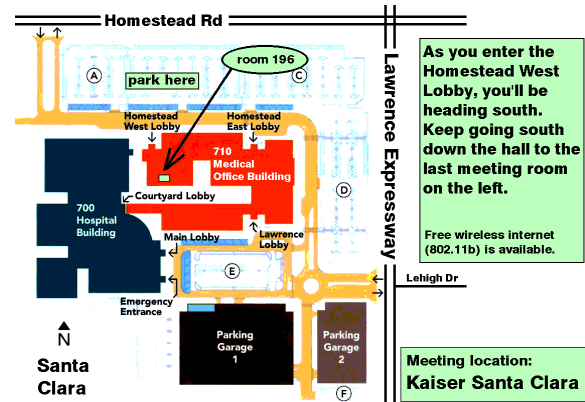 Homestead Rd
As you enter the
Homestead West
Lobby, you'll be
heading south.
Keep going south
down the hall to the
last meeting room
on the left.
Free wireless internet
(802.11b) is available.
room 196
A
park here
C
Homestead
West Lobby
Homestead
East Lobby
Lawrence Expressway
710
Medical
Office Building
D
Courtyard Lobby
700
Hospital
Building
Main Lobby
Lawrence
Lobby
E
Lehigh Dr
Emergency
Entrance
N
Santa
Clara
Parking
Garage
1
Parking
Garage
2
F
Meeting location:
Kaiser Santa Clara